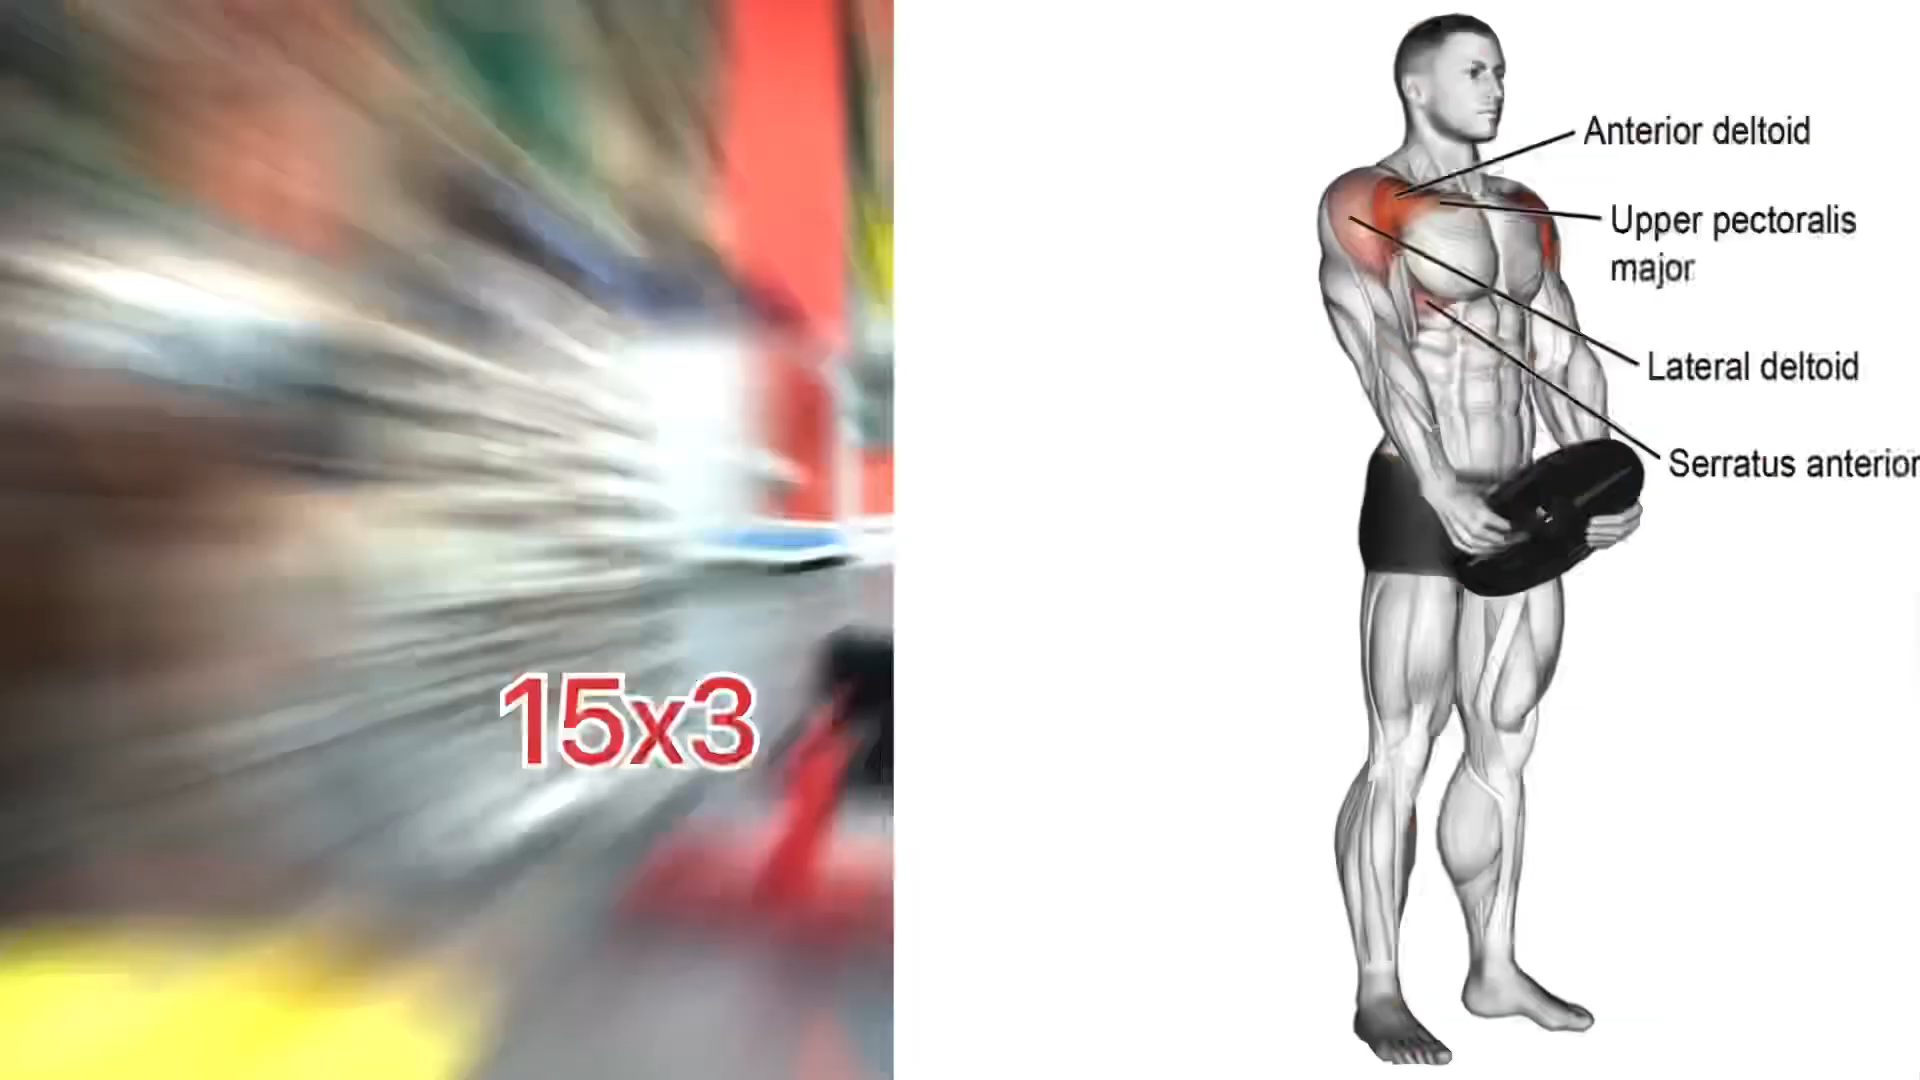 15x3
Anterior deltoid
Upper pectoralis
major
Lateral deltoid
Serratus anterior